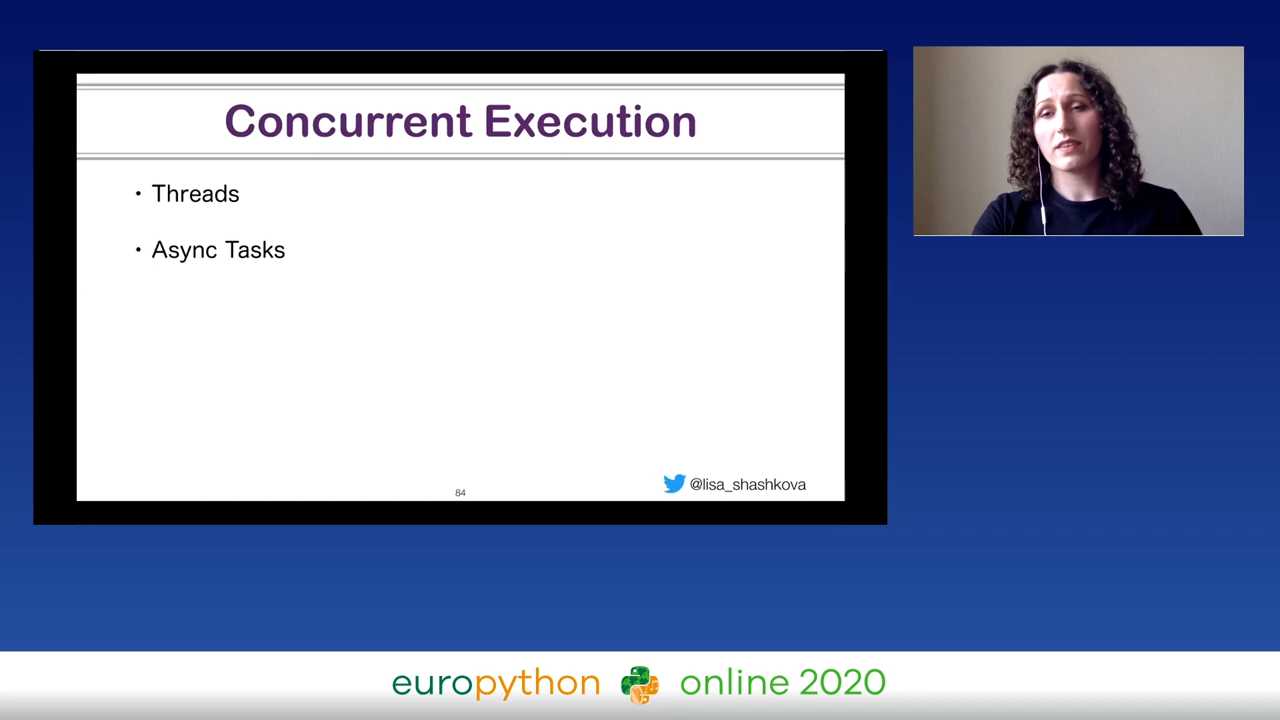 Concurrent Execution
• Threads
• Async Tasks
84
@lisa_shashkova
europython online 2020